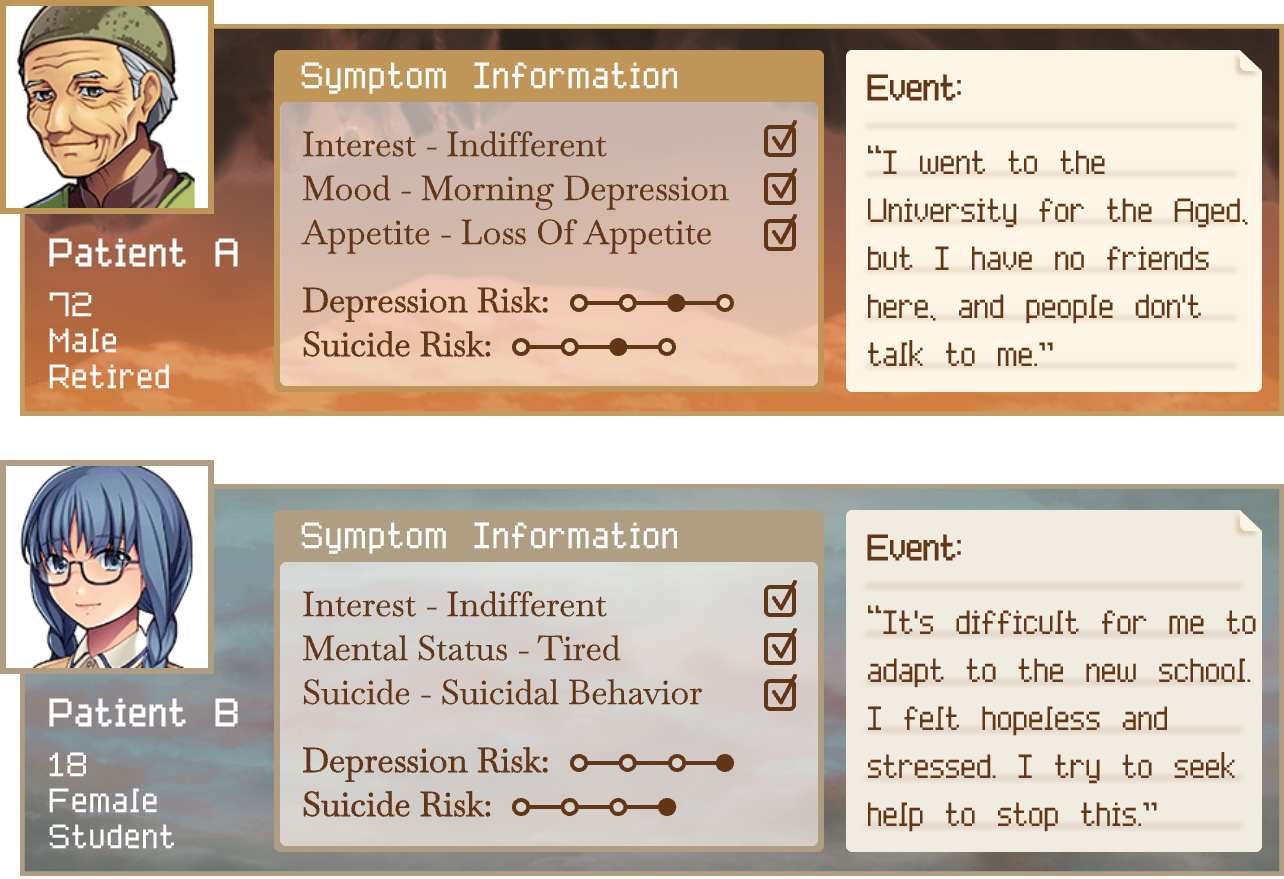 Patient A
72
Male
Retired
Symptom Information
Interest - Indifferent
Mood - Morning Depression
Appetite - Loss Of Appetite
Depression Risk:
Suicide Risk:
Event:
“I went to the
University for the Aged,
but I have no friends
here, and people don't
talk to me.”
Patient B
18
Female
Student
Symptom Information
Interest - Indifferent
Mental Status - Tired
Suicide - Suicidal Behavior
Depression Risk:
Suicide Risk:
Event:
“It's difficult for me to
adapt to the new school.
I felt hopeless and
stressed. I try to seek
help to stop this.”